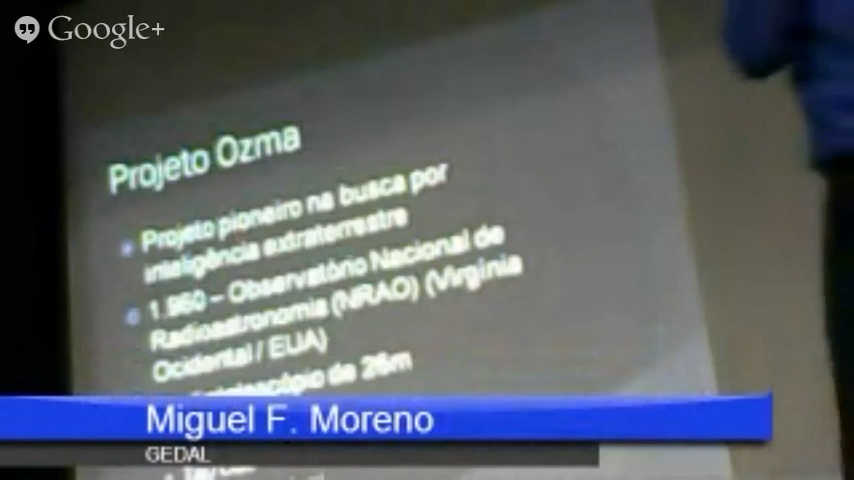 Google+
Projeto Ozma
Projeto pioneiro na busca por
inteligência extraterrestre
1.960 – Observatório Nacional de
Radioastronomia (NRAO) (Virgínia
Ocidental / EUA)
de 26m
Miguel F. Moreno
GEDAL